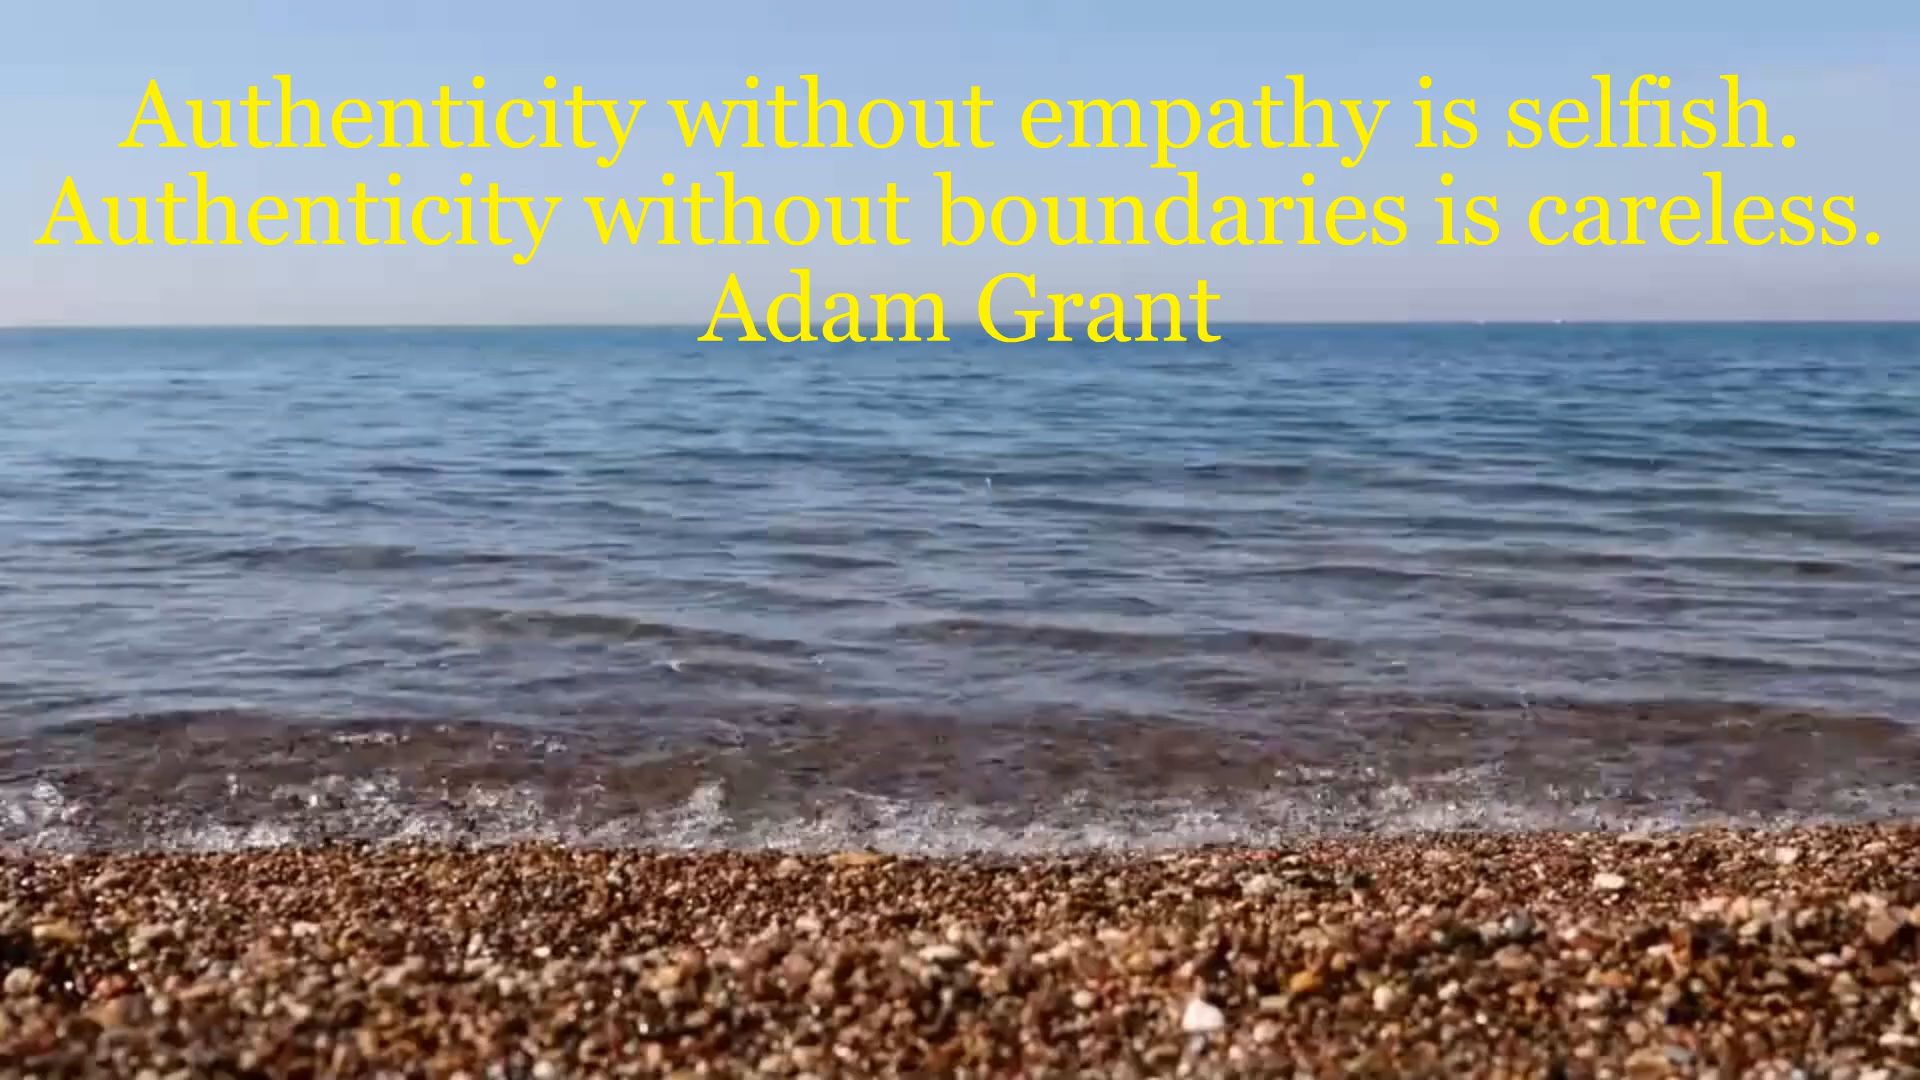 Authenticity without empathy is selfish.
Authenticity without boundaries is careless.
Adam Grant